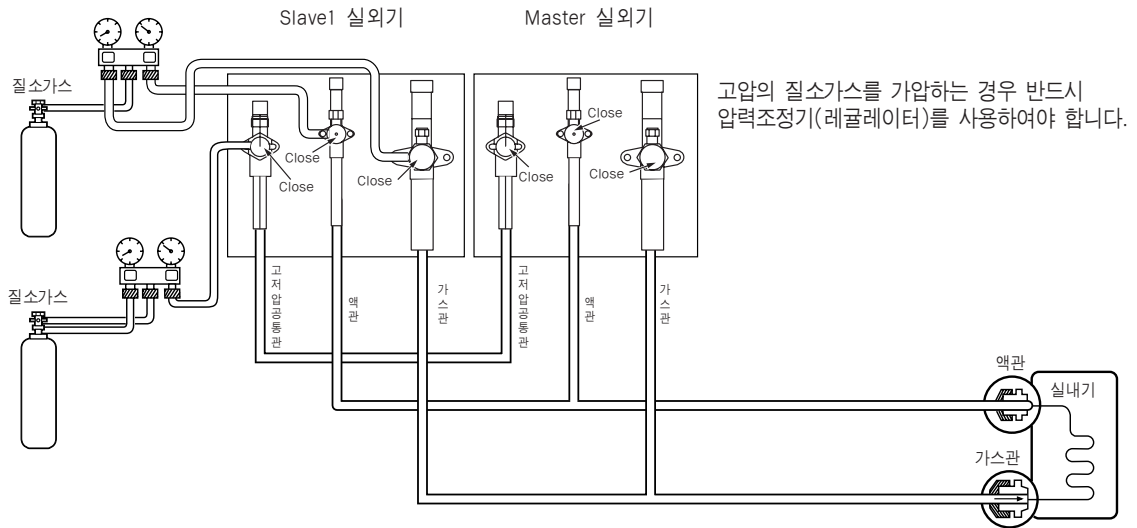 Slave1 실외기
Master 실외기
질소가스
고압의 질소가스를 가압하는 경우 반드시
압력조정기(레귤레이터)를 사용하여야 합니다.
Close
Close
Close
Close
Close
Close
질소가스
고저압공통관
액관
가스관
고저압공통관
액관
가스관
액관
실내기
가스관